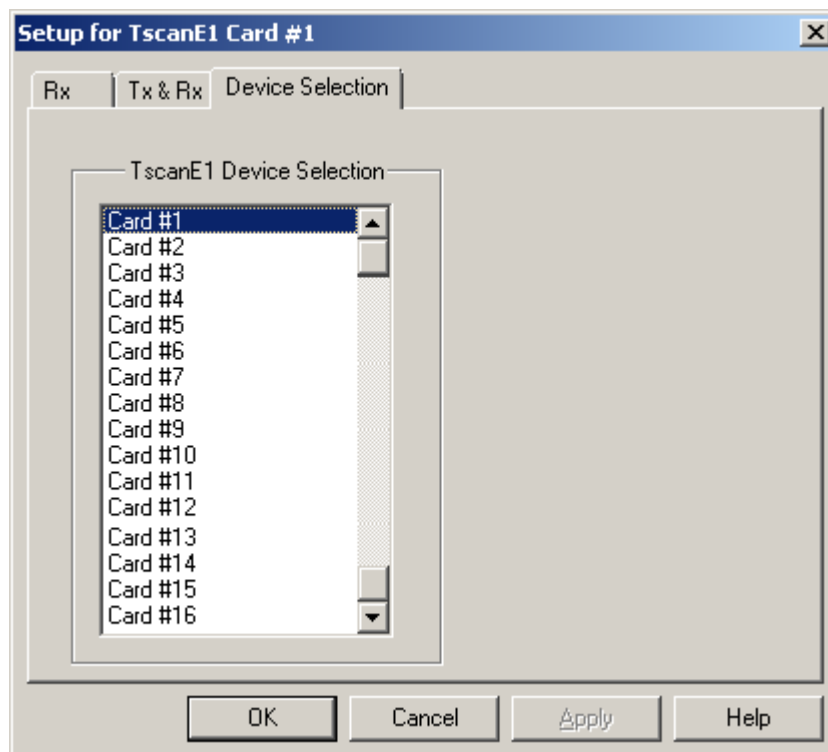 Setup for TscanE1 Card #1
Rx Tx & Rx Device Selection
TscanE1 Device Selection
Card #1
Card #2
Card #3
Card #4
Card #5
Card #6
Card #7
Card #8
Card #9
Card #10
Card #11
Card #12
Card #13
Card #14
Card #15
Card #16
OK Cancel Apply Help